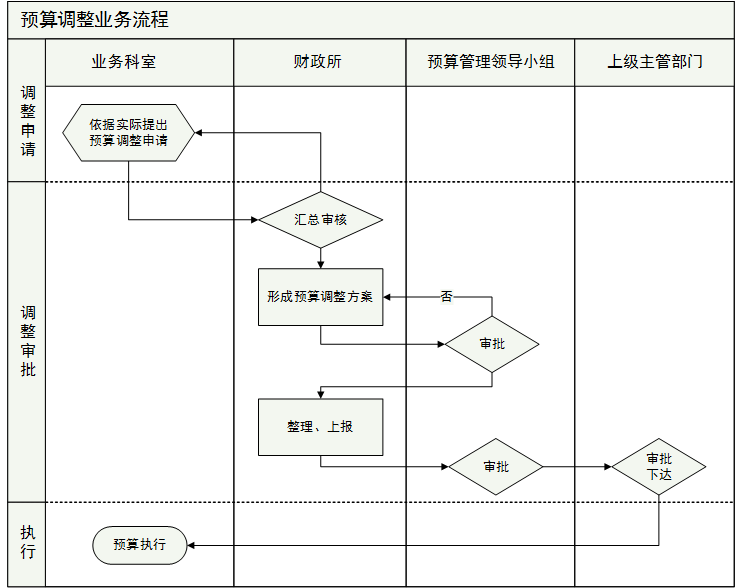 预算调整业务流程
业务科室
财政所
预算管理领导小组
上级主管部门
调整申请
依据实际提出
预算调整申请
汇总审核
调整审批
形成预算调整方案
否
审批
整理、上报
审批
审批
下达
执行
预算执行